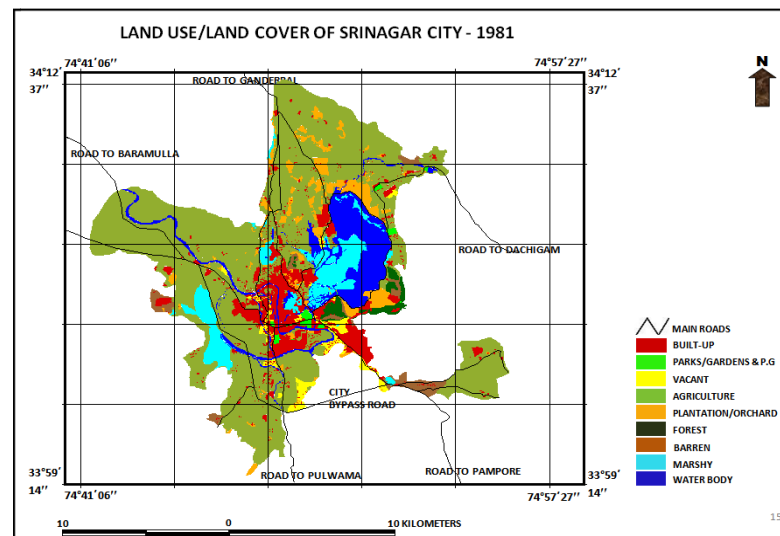 LAND USE/LAND COVER OF SRINAGAR CITY - 1981
74˚41´06´´
74˚57´27´´
34˚12´
37´´
34˚12´
37´´
N
ROAD TO GANDERBAL
ROAD TO BARAMULLA
ROAD TO DACHIGAM
CITY
BYPASS ROAD
ROAD TO PULWAMA
ROAD TO PAMPORE
33˚59´
14´´
33˚59´
14´´
74˚41´06´´
74˚57´27´´
MAIN ROADS
BUILT-UP
PARKS/GARDENS & P.G
VACANT
AGRICULTURE
PLANTATION/ORCHARD
FOREST
BARREN
MARSHY
WATER BODY
10 0 10 KILOMETERS
15